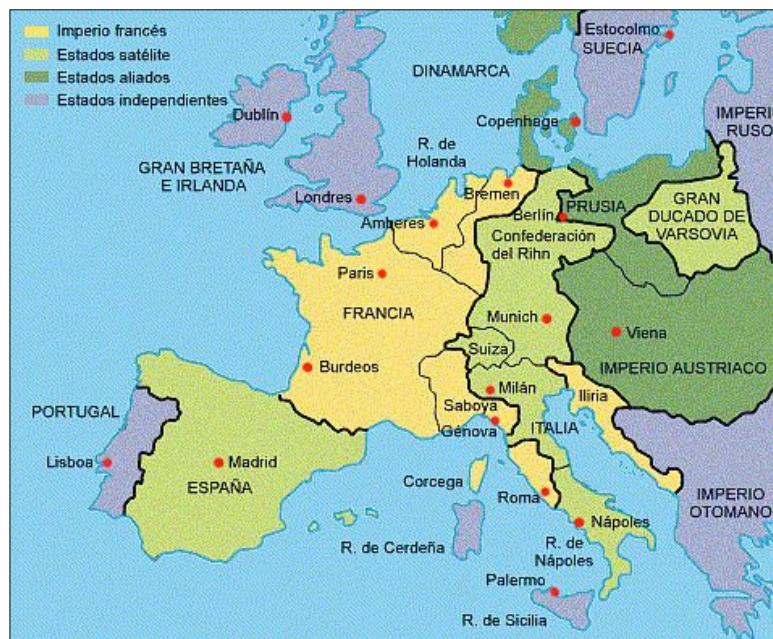 Imperio francés
Estados satélite
Estados aliados
Estados independientes
Estocolmo
SUECIA
DINAMARCA
Dublín
Copenhage
IMPERI
RUSO
R. de
Holanda
GRAN BRETAÑA
E IRLANDA
Londres
Bremen
PRUSIA
GRAN
DUCADO DE
VARSOVIA
Berlín
Amberes
Confederación
del Rihn
Paris
FRANCIA
Munich
Viena
Suiza
IMPERIO AUSTRIACO
Burdeos
Milán
Iliria
Saboya
PORTUGAL
Génova
ITALIA
Lisboa
Madrid
ESPAÑA
Corcega
Roma
IMPERIO
OTOMANO
Nápoles
R. de Cerdeña
R. de
Nápoles
Palermo
R. de Sicilia